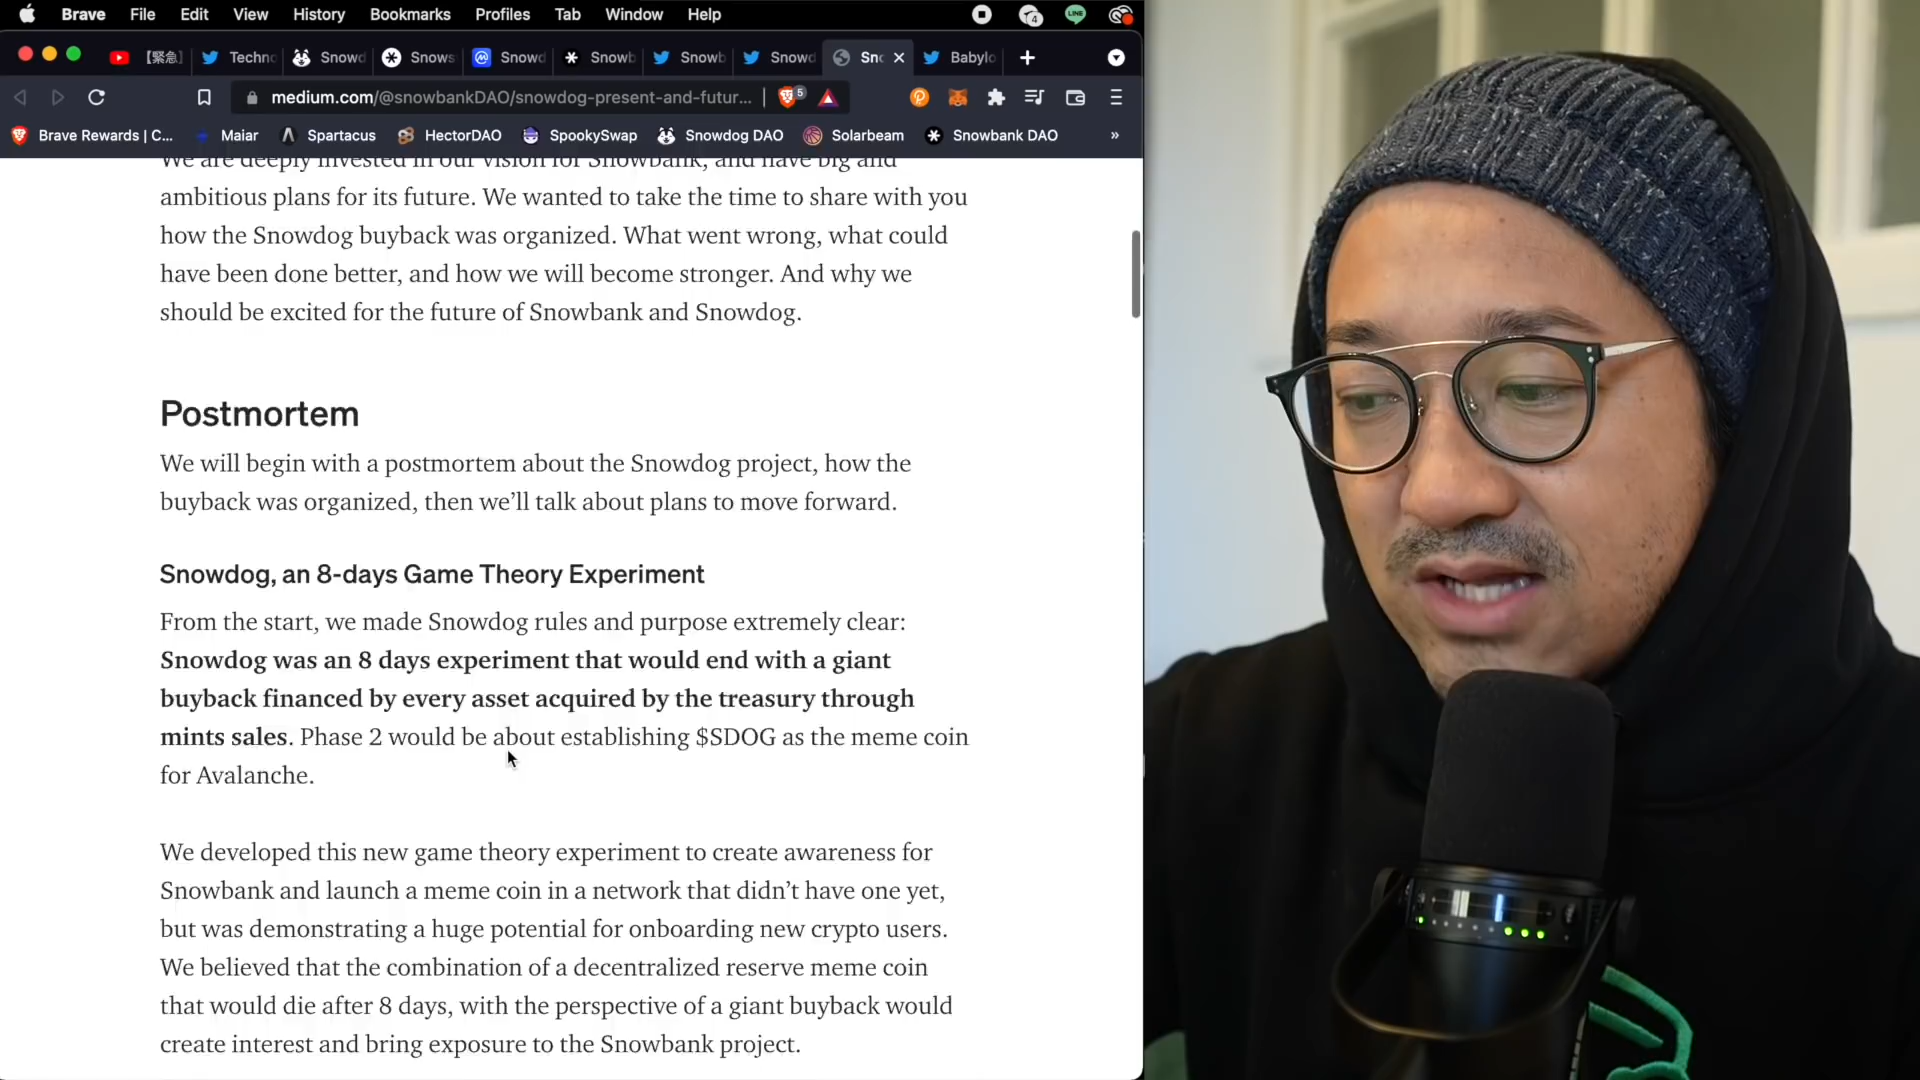 Brave File Edit View History Bookmarks Profiles Tab Window Help
4
LINE
【緊急】 Techno Snowd Snows Snowd Snowb Snowb Snowd Sno Babylo
medium.com/@snowbankDAO/snowdog-present-and-futur... 5
Brave Rewards | C... Maiar Spartacus HectorDAO SpookySwap Snowdog DAO Solarbeam Snowbank DAO »
We are deeply invested in our vision for Snowbank, and have big and
ambitious plans for its future. We wanted to take the time to share with you
how the Snowdog buyback was organized. What went wrong, what could
have been done better, and how we will become stronger. And why we
should be excited for the future of Snowbank and Snowdog.
Postmortem
We will begin with a postmortem about the Snowdog project, how the
buyback was organized, then we’ll talk about plans to move forward.
Snowdog, an 8-days Game Theory Experiment
From the start, we made Snowdog rules and purpose extremely clear:
Snowdog was an 8 days experiment that would end with a giant
buyback financed by every asset acquired by the treasury through
mints sales. Phase 2 would be about establishing $SDOG as the meme coin
for Avalanche.
We developed this new game theory experiment to create awareness for
Snowbank and launch a meme coin in a network that didn’t have one yet,
but was demonstrating a huge potential for onboarding new crypto users.
We believed that the combination of a decentralized reserve meme coin
that would die after 8 days, with the perspective of a giant buyback would
create interest and bring exposure to the Snowbank project.